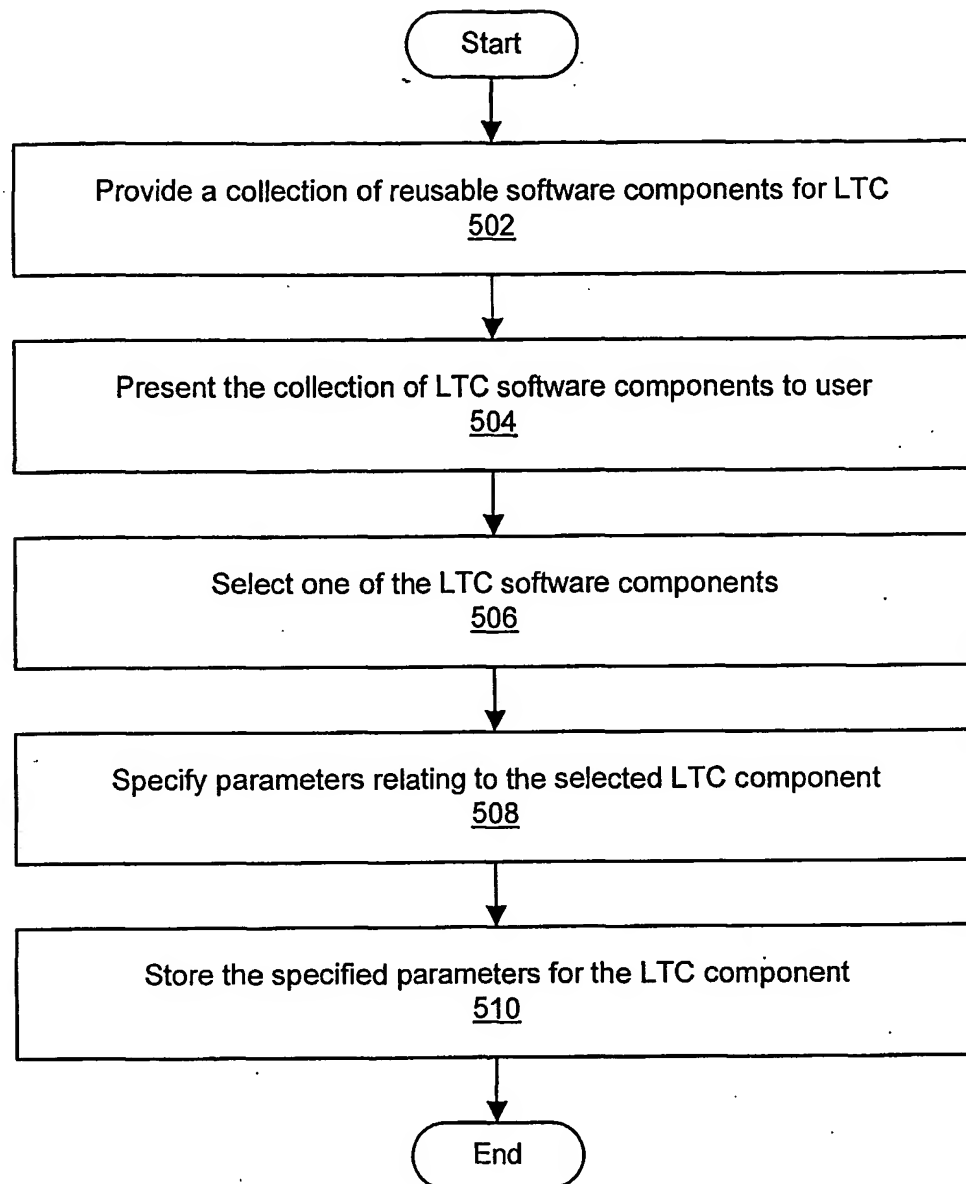 Start
Provide a collection of reusable software components for LTC
502
Present the collection of LTC software components to user
504
Select one of the LTC software components
506
Specify parameters relating to the selected LTC component
508
Store the specified parameters for the LTC component
510
End